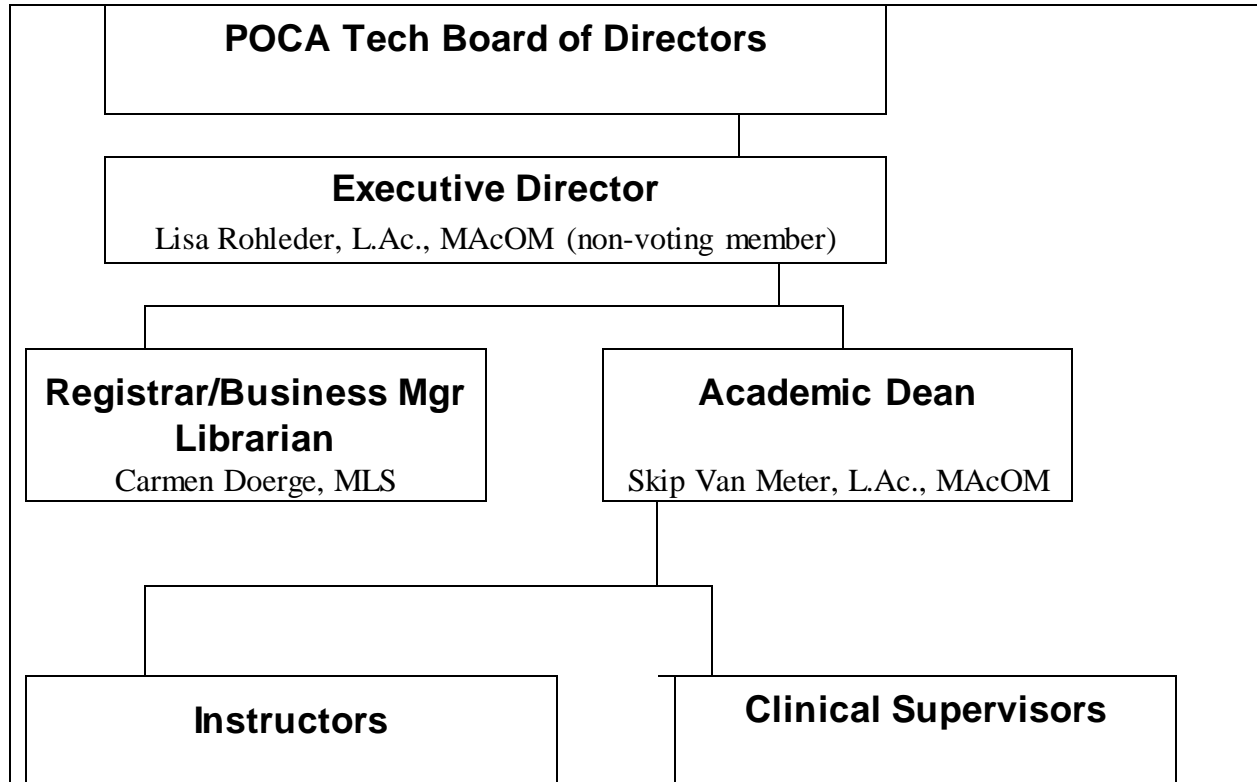 POCA Tech Board of Directors
Executive Director
Lisa Rohleder, L.Ac., MAcOM (non-voting member)
Registrar/Business Mgr
Librarian
Carmen Doerge, MLS
Academic Dean
Skip Van Meter, L.Ac., MAcOM
Instructors
Clinical Supervisors